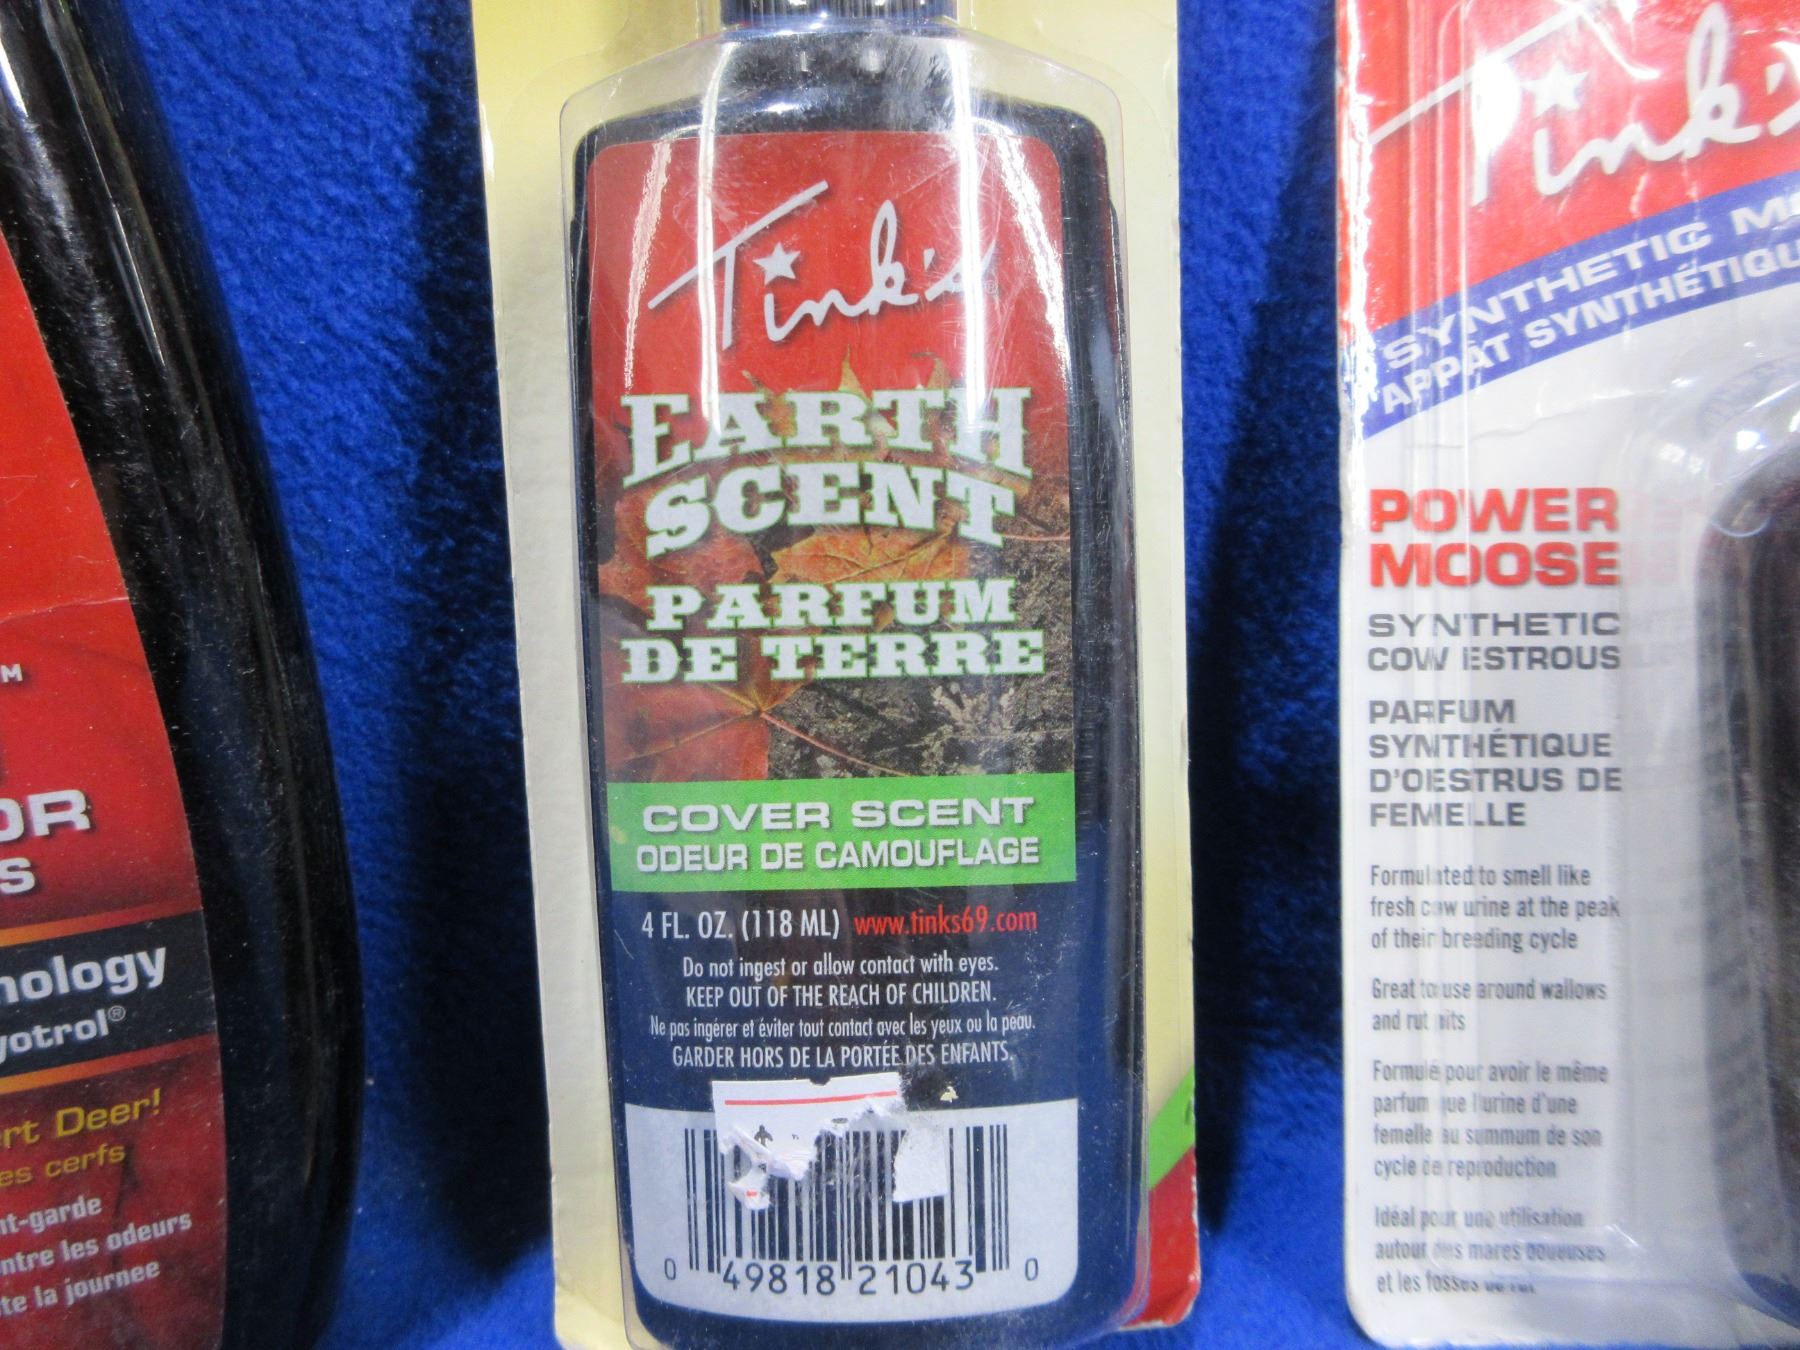 TM
OR
S
nology
yotrol®
rt Deer!
es cerfs
nt-garde
ntre les odeurs
te la journee
Tink's®
EARTH
SCENT
PARFUM
DE TERRE
COVER SCENT
ODEUR DE CAMOUFLAGE
4 FL. OZ. (118 ML) www.tinks69.com
Do not ingest or allow contact with eyes.
KEEP OUT OF THE REACH OF CHILDREN.
Ne pas ingérer et éviter tout contact avec les yeux ou la peau.
GARDER HORS DE LA PORTÉE DES ENFANTS.
0 49818 21043 0
Tink's
SYNTHETIC MO
APPÂT SYNTHÉTIQU
POWER
MOOSE
SYNTHETIC
COW ESTROUS
PARFUM
SYNTHÉTIQUE
D'OESTRUS DE
FEMELLE
Formulated to smell like
fresh cow urine at the peak
of their breeding cycle
Great to use around wallows
and rut pits
Formulé pour avoir le même
parfum que l'urine d'une
femelle au summum de son
cycle de reproduction
Idéal pour une utilisation
autour des mares boueuses
et les fosses de rut